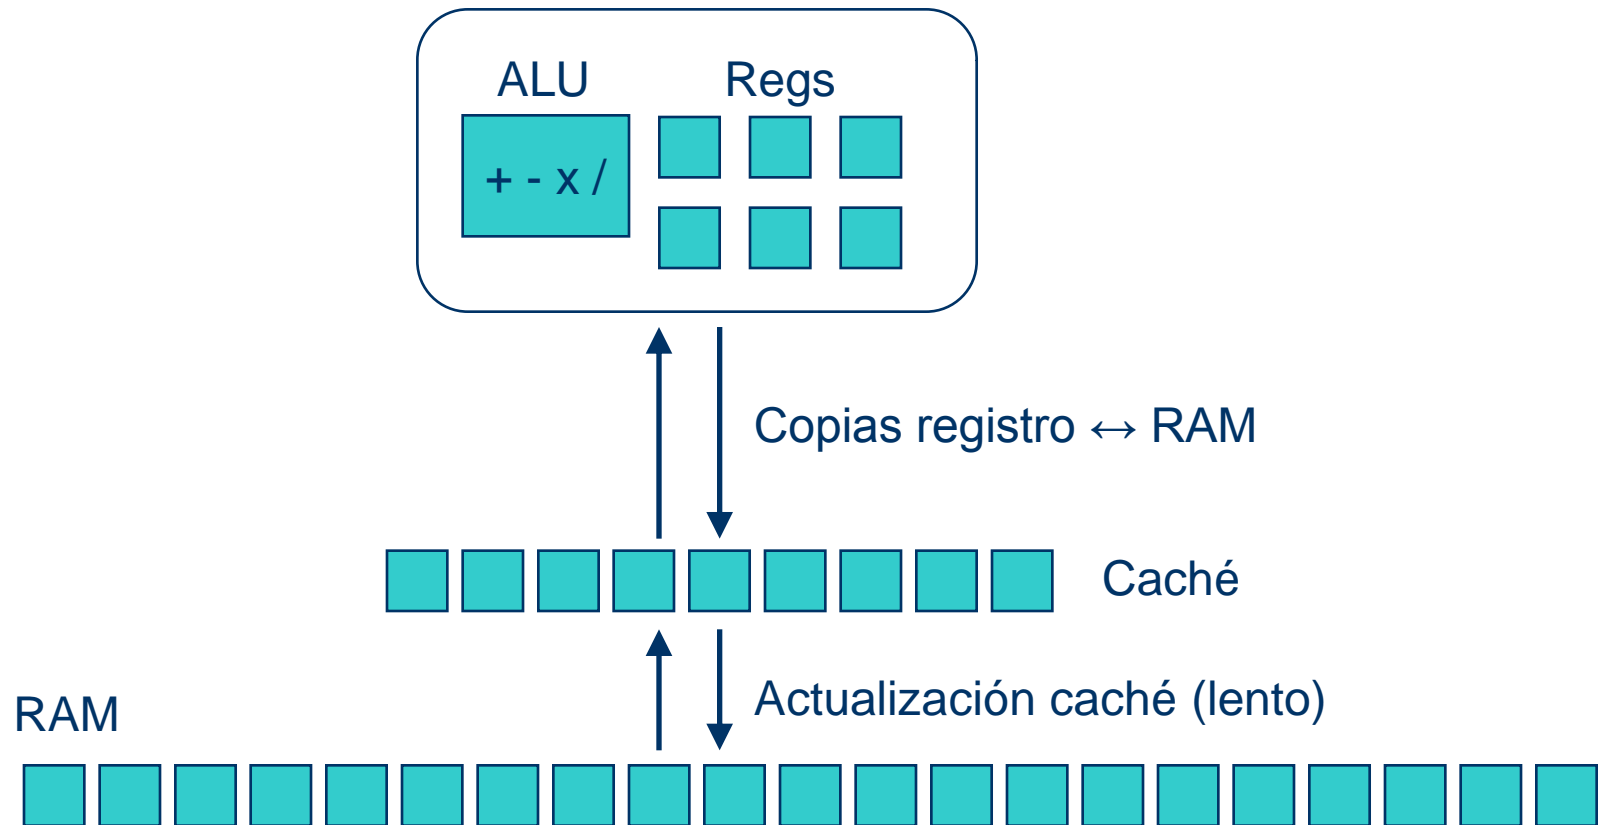 ALU
Regs
+ - x /
Copias registro ↔ RAM
Caché
Actualización caché (lento)
RAM